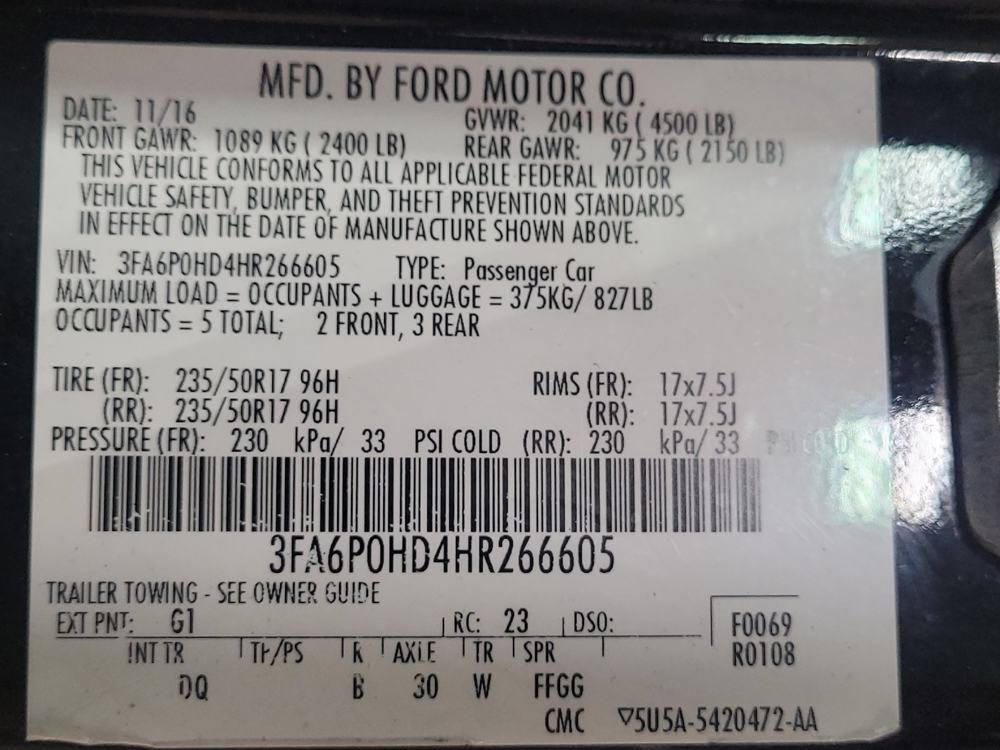 MFD. BY FORD MOTOR CO.
DATE: 11/16 GVWR: 2041 KG ( 4500 LB)
FRONT GAWR: 1089 KG ( 2400 LB) REAR GAWR: 975 KG ( 2150 LB)
THIS VEHICLE CONFORMS TO ALL APPLICABLE FEDERAL MOTOR
VEHICLE SAFETY, BUMPER, AND THEFT PREVENTION STANDARDS
IN EFFECT ON THE DATE OF MANUFACTURE SHOWN ABOVE.
VIN: 3FA6P0HD4HR266605 TYPE: Passenger Car
MAXIMUM LOAD = OCCUPANTS + LUGGAGE = 375KG/ 827LB
OCCUPANTS = 5 TOTAL; 2 FRONT, 3 REAR
TIRE (FR): 235/50R17 96H RIMS (FR): 17x7.5J
(RR): 235/50R17 96H (RR): 17x7.5J
PRESSURE (FR): 230 kPa/ 33 PSI COLD (RR): 230 kPa/ 33 PSI COLD
3FA6P0HD4HR266605
TRAILER TOWING - SEE OWNER GUIDE
EXT PNT: G1 RC: 23 DSO: F0069
INT TR TP/PS R AXLE TR SPR R0108
DQ B 30 W FFGG
CMC ▽5U5A-5420472-AA